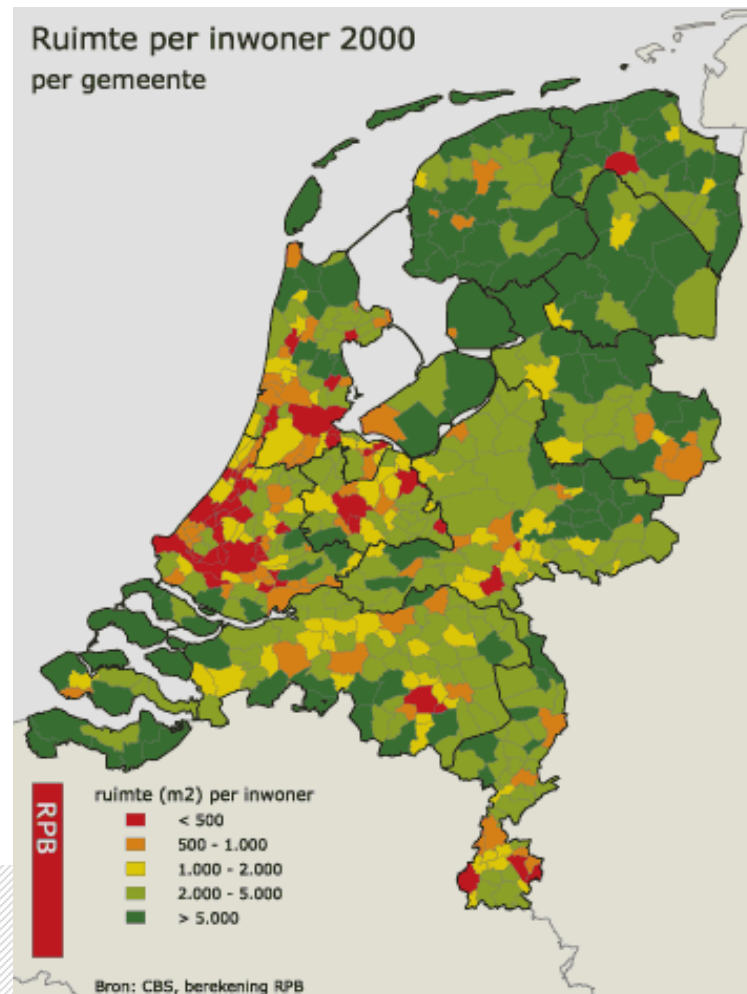 Ruimte per inwoner 2000
per gemeente
RPB
ruimte (m2) per inwoner
< 500
500 - 1.000
1.000 - 2.000
2.000 - 5.000
> 5.000
Bron: CBS, berekening RPB